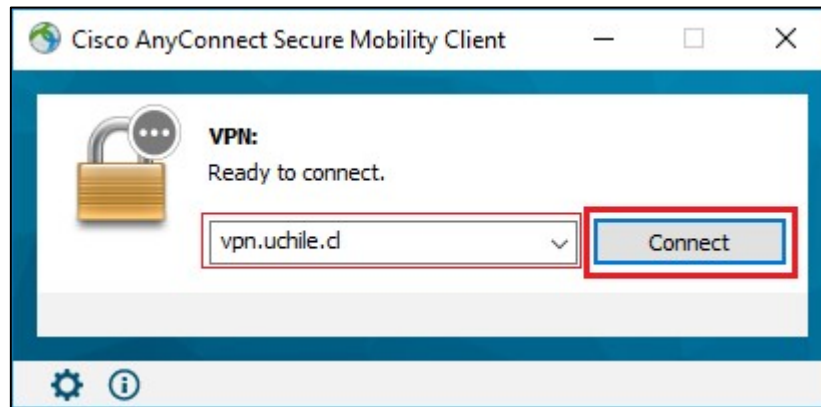 Cisco AnyConnect Secure Mobility Client
VPN:
Ready to connect.
vpn.uchile.cl
Connect